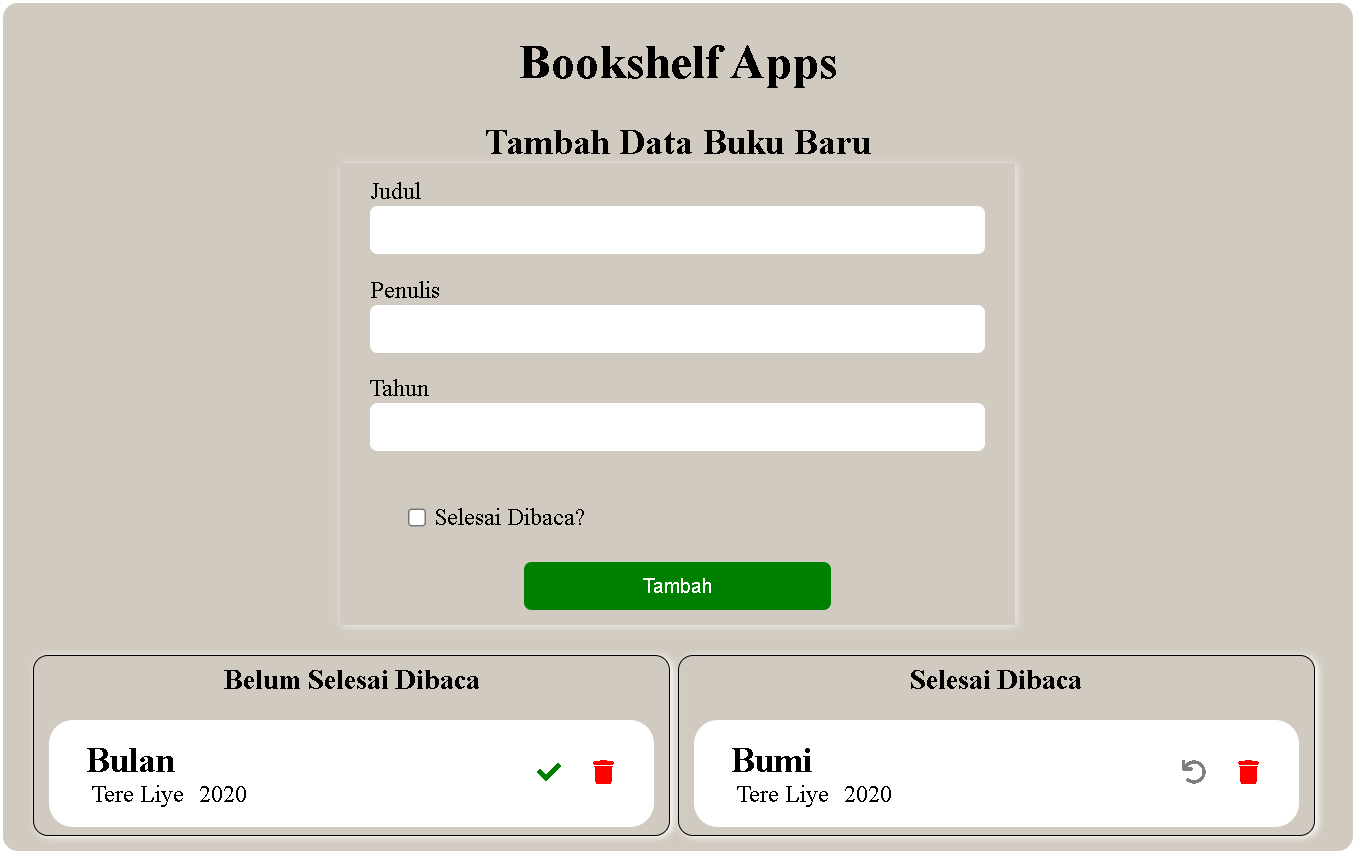 Bookshelf Apps
Tambah Data Buku Baru
Judul
Penulis
Tahun
Selesai Dibaca?
Tambah
Belum Selesai Dibaca
Bulan
Tere Liye 2020
Selesai Dibaca
Bumi
Tere Liye 2020